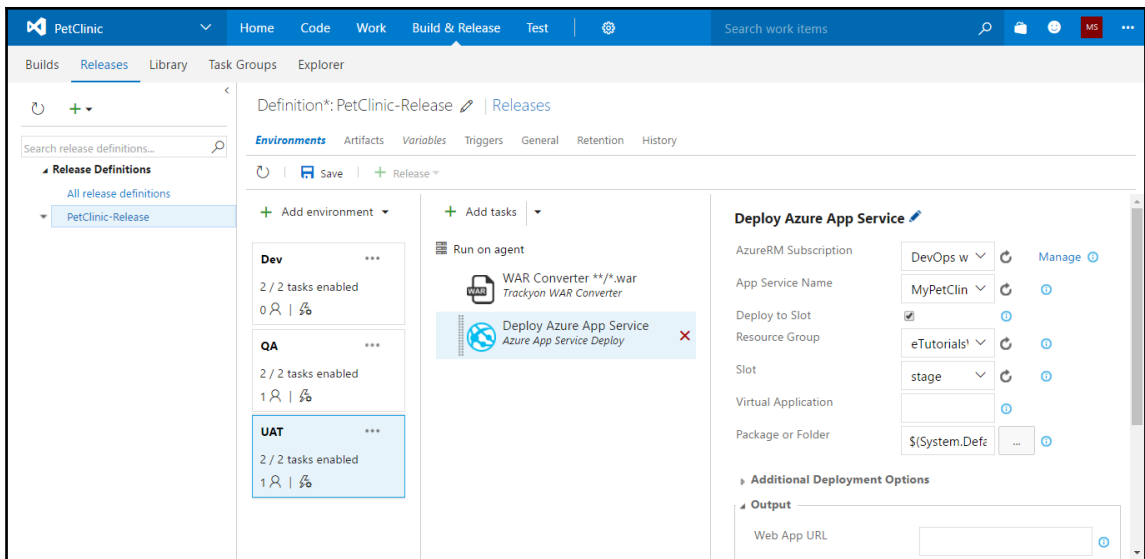 PetClinic Home Code Work Build & Release Test Search work items MS
Builds Releases Library Task Groups Explorer
Definition*: PetClinic-Release | Releases
Search release definitions...
Environments Artifacts Variables Triggers General Retention History
Release Definitions
Save + Release
All release definitions
PetClinic-Release
+ Add environment
+ Add tasks
Dev
2 / 2 tasks enabled
0
QA
2 / 2 tasks enabled
1
UAT
2 / 2 tasks enabled
1
Run on agent
WAR Converter **/*.war
WAR
Trackyon WAR Converter
Deploy Azure App Service
Azure App Service Deploy
Deploy Azure App Service
AzureRM Subscription DevOps w Manage
App Service Name MyPetClin
Deploy to Slot
Resource Group eTutorials
Slot stage
Virtual Application
Package or Folder $(System.Defa ...
Additional Deployment Options
Output
Web App URL